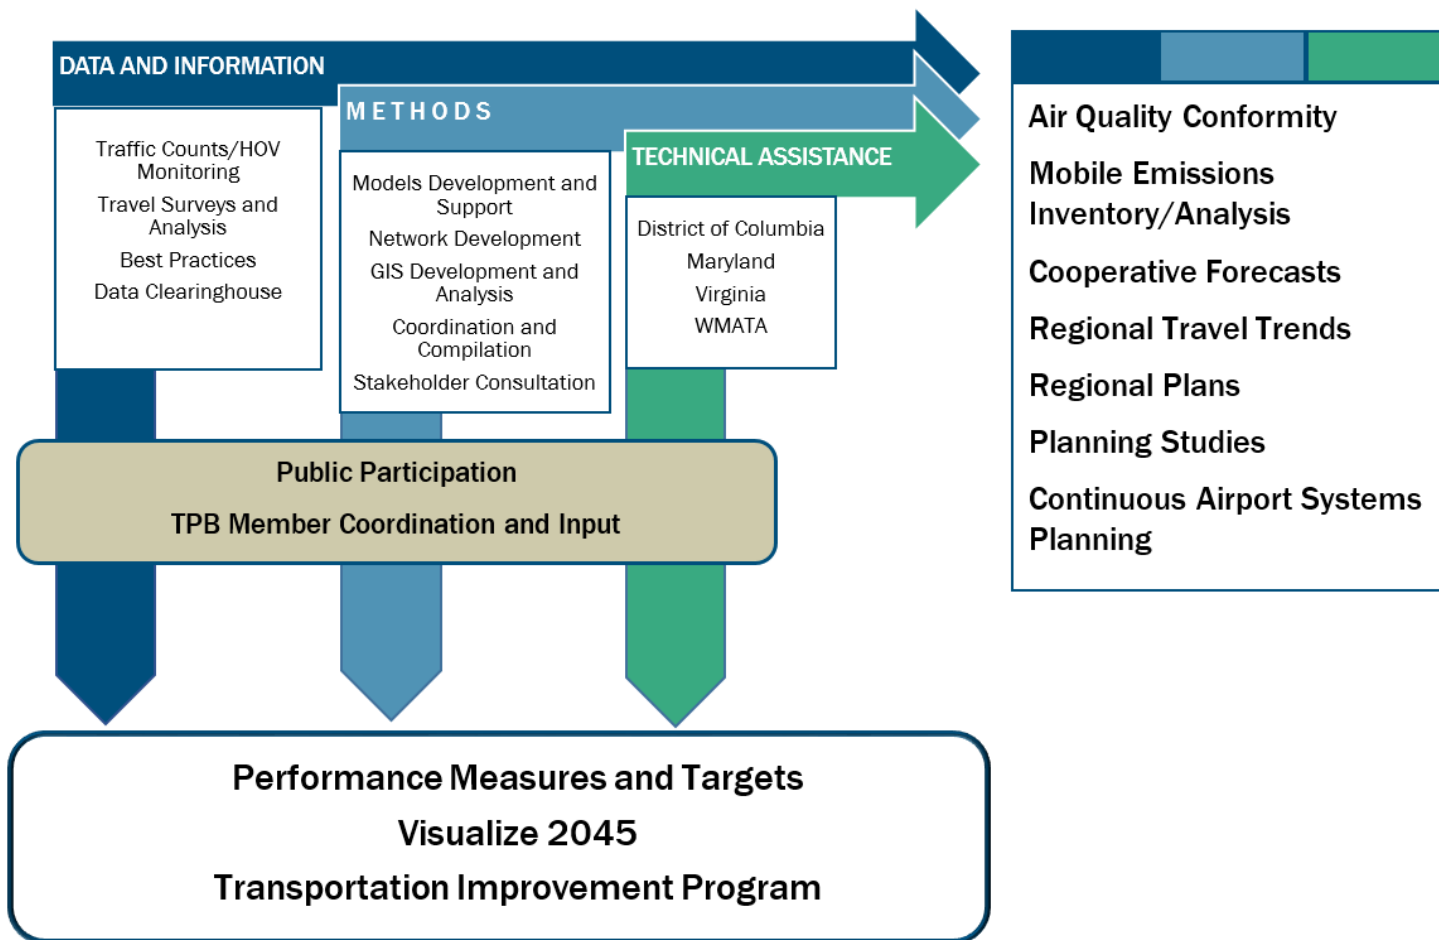 DATA AND INFORMATION
Traffic Counts/HOV
Monitoring
Travel Surveys and
Analysis
Best Practices
Data Clearinghouse
METHODS
Models Development and
Support
Network Development
GIS Development and
Analysis
Coordination and
Compilation
Stakeholder Consultation
TECHNICAL ASSISTANCE
District of Columbia
Maryland
Virginia
WMATA
Air Quality Conformity
Mobile Emissions
Inventory/Analysis
Cooperative Forecasts
Regional Travel Trends
Regional Plans
Planning Studies
Continuous Airport Systems
Planning
Public Participation
TPB Member Coordination and Input
Performance Measures and Targets
Visualize 2045
Transportation Improvement Program